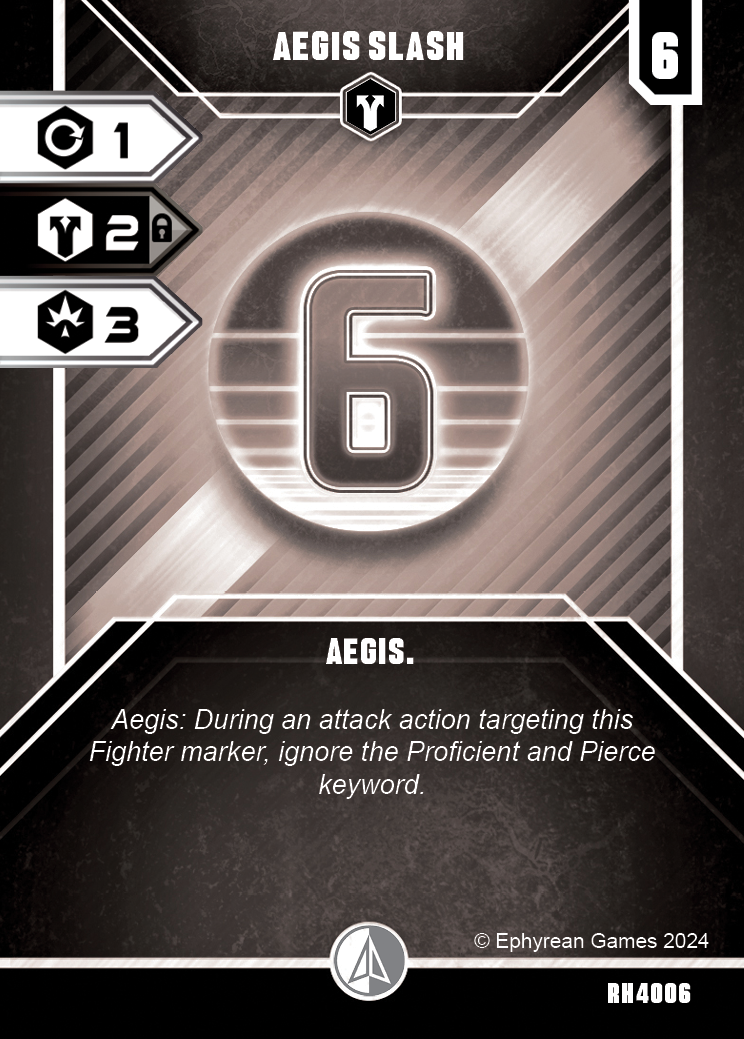 AEGIS SLASH
6
1
2
3
6
AEGIS.
Aegis: During an attack action targeting this
Fighter marker, ignore the Proficient and Pierce
keyword.
© Ephyrean Games 2024
RH4006